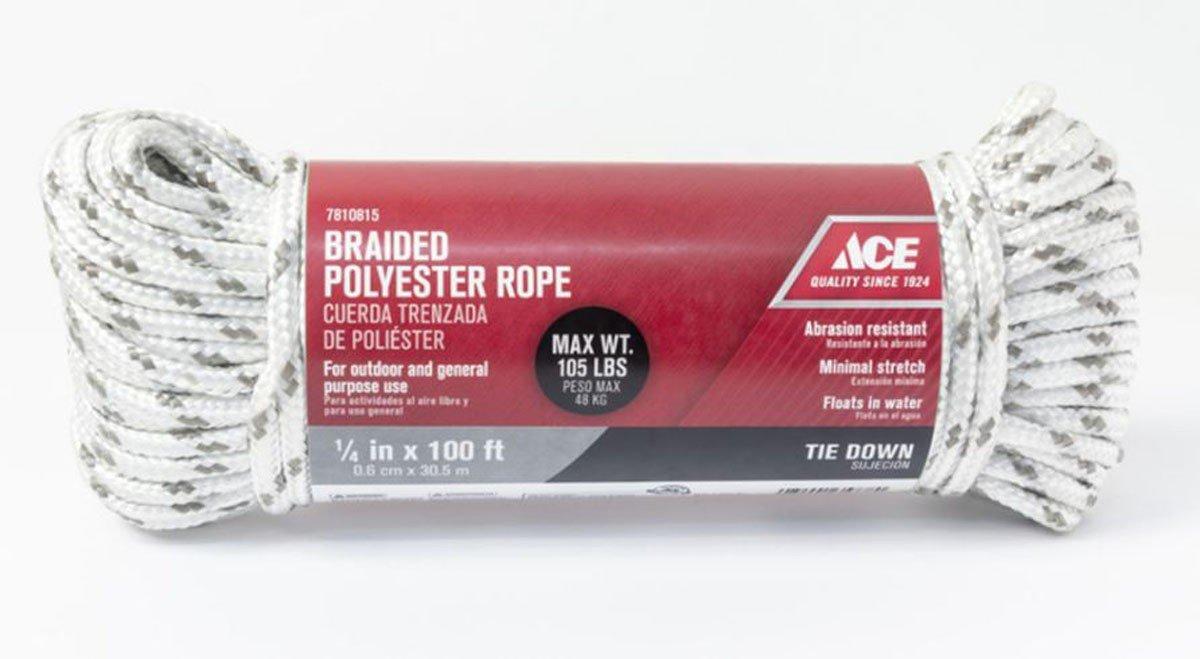 7810815
BRAIDED
POLYESTER ROPE
CUERDA TRENZADA
DE POLIÉSTER
For outdoor and general
purpose use
Para actividades al aire libre y
para uso general
1/4 in x 100 ft
0.6 cm x 30.5 m
MAX WT.
105 LBS
PESO MAX
48 KG
ACE
QUALITY SINCE 1924
Abrasion resistant
Resistente a la abrasión
Minimal stretch
Extensión mínima
Floats in water
Flota en el agua
TIE DOWN
SUJECIÓN